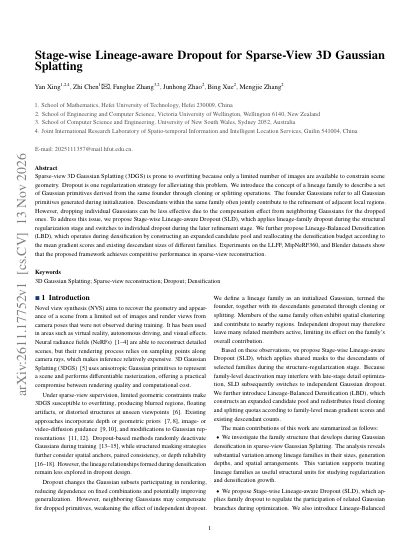 arXiv:2611.17752v1 [cs.CV] 13 Nov 2026
Stage-wise Lineage-aware Dropout for Sparse-View 3D Gaussian
Splatting
Yan Xing1,2,4, Zhi Chen1, Fanglue Zhang3,2, Junhong Zhao2, Bing Xue2, Mengjie Zhang2
1. School of Mathematics, Hefei University of Technology, Hefei 230009, China
2. School of Engineering and Computer Science, Victoria University of Wellington, Wellington 6140, New Zealand
3. School of Computer Science and Engineering, University of New South Wales, Sydney 2052, Australia
4. Joint International Research Laboratory of Spatio-temporal Information and Intelligent Location Services, Guilin 541004, China
E-mail: 2025111357@mail.hfut.edu.cn
Abstract
Sparse-view 3D Gaussian Splatting (3DGS) is prone to overfitting because only a limited number of images are available to constrain scene
geometry. Dropout is one regularization strategy for alleviating this problem. We introduce the concept of a lineage family to describe a set
of Gaussian primitives derived from the same founder through cloning or splitting operations. The founder Gaussians refer to all Gaussian
primitives generated during initialization. Descendants within the same family often jointly contribute to the refinement of adjacent local regions.
However, dropping individual Gaussians can be less effective due to the compensation effect from neighboring Gaussians for the dropped
ones. To address this issue, we propose Stage-wise Lineage-Aware Dropout (SLD), which applies lineage-family dropout during the structural
regularization stage and switches to individual dropout during the later refinement stage. We further propose Lineage-Balanced Densification
(LBD), which operates during densification by constructing an expanded candidate pool and reallocating the densification budget according to
the mean gradient scores and existing descendant sizes of different families. Experiments on the LLFF, MipNeRF360, and Blender datasets show
that the proposed framework achieves competitive performance in sparse-view reconstruction.
Keywords
3D Gaussian Splatting; Sparse-view reconstruction; Dropout; Densification
1 Introduction
Novel view synthesis (NVS) aims to recover the geometry and appear-
ance of a scene from a limited set of images and render views from
camera poses that were not observed during training. It has been used
in areas such as virtual reality, autonomous driving, and visual effects.
Neural radiance fields (NeRFs) [1–4] are able to reconstruct detailed
scenes, but their rendering process relies on sampling points along
camera rays, which makes inference relatively expensive. 3D Gaussian
Splatting (3DGS) [5] uses anisotropic Gaussian primitives to represent
a scene and performs differentiable rasterization, offering a practical
compromise between rendering quality and computational cost.
Under sparse-view supervision, limited geometric constraints make
3DGS susceptible to overfitting, producing blurred regions, floating
artifacts, or distorted structures at unseen viewpoints [6]. Existing
approaches incorporate depth or geometric priors [7, 8], image- or
video-diffusion guidance [9, 10], and modifications to Gaussian rep-
resentations [11, 12]. Dropout-based methods randomly deactivate
Gaussians during training [13–15], while structured masking strategies
further consider spatial anchors, paired consistency, or depth reliability
[16–18]. However, the lineage relationships formed during densification
remain less explored in dropout design.
Dropout changes the Gaussian subsets participating in rendering,
reducing dependence on fixed combinations and potentially improving
generalization. However, neighboring Gaussians may compensate
for dropped primitives, weakening the effect of independent dropout.
We define a lineage family as an initialized Gaussian, termed the
founder, together with its descendants generated through cloning or
splitting. Members of the same family often exhibit spatial clustering
and contribute to nearby regions. Independent dropout may therefore
leave many related members active, limiting its effect on the family's
overall contribution.
Based on these observations, we propose Stage-wise Lineage-Aware
Dropout (SLD), which applies shared masks to the descendants of
selected families during the structure-regularization stage. Because
family-level deactivation may interfere with late-stage detail optimiza-
tion, SLD subsequently switches to independent Gaussian dropout.
We further introduce Lineage-Balanced Densification (LBD), which
constructs an expanded candidate pool and redistributes fixed cloning
and splitting quotas according to family-level mean gradient scores and
existing descendant counts.
The main contributions of this work are summarized as follows:
• We investigate the family structure that develops during Gaussian
densification in sparse-view Gaussian Splatting. The analysis reveals
substantial variation among lineage families in their sizes, generation
depths, and spatial arrangements. This variation supports treating
lineage families as useful structural units for studying regularization
and densification growth.
• We propose Stage-wise Lineage-aware Dropout (SLD), which ap-
plies family dropout to regulate the participation of related Gaussian
branches during optimization. We also introduce Lineage-Balanced
1